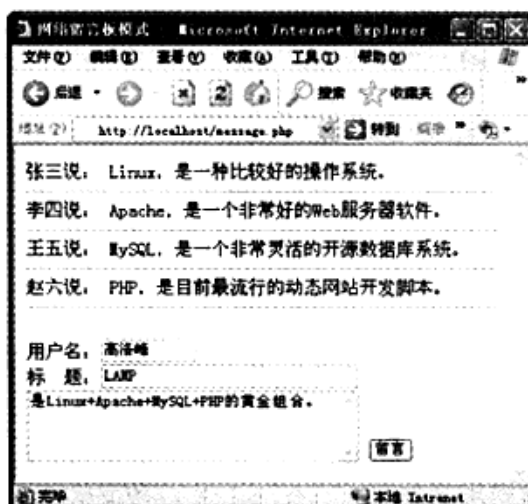 网络留言板模式 - Microsoft Internet Explorer
文件(F) 编辑(E) 查看(V) 收藏(A) 工具(T) 帮助(H)
后退 搜索 收藏夹
地址(D) http://localhost/message.php 转到 »
张三说: Linux, 是一种比较好的操作系统。
李四说: Apache, 是一个非常好的Web服务器软件。
王五说: MySQL, 是一个非常灵活的开源数据库系统。
赵六说: PHP, 是目前最流行的动态网站开发脚本。
用户名: 高洛峰
标 题: LAMP
是Linux+Apache+MySQL+PHP的黄金组合。
留言
完毕 本地 Intranet